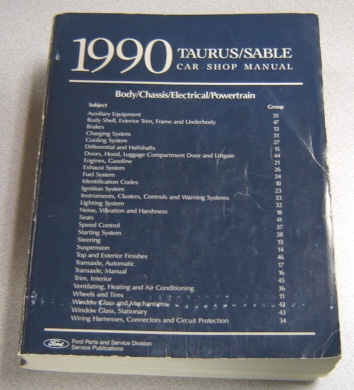 1990 TAURUS/SABLE
CAR SHOP MANUAL
Body/Chassis/Electrical/Powertrain
Subject Group
Auxiliary Equipment 35
Body Shell, Exterior Trim, Frame and Underbody 47
Brakes 12
Charging System 31
Cooling System 27
Differential and Halfshafts 15
Doors, Hood, Luggage Compartment Door and Liftgate 44
Engines, Gasoline 21
Exhaust System 26
Fuel System 24
Identification Codes 10
Ignition System 23
Instruments, Clusters, Controls and Warning Systems 33
Lighting System 32
Noise, Vibration and Harshness 18
Seats 41
Speed Control 37
Starting System 28
Steering 13
Suspension 14
Top and Exterior Finishes 46
Transaxle, Automatic 17
Transaxle, Manual 16
Trim, Interior 45
Ventilating, Heating and Air Conditioning 36
Wheels and Tires 11
Window Glass and Mechanisms 42
Window Glass, Stationary 43
Wiring Harnesses, Connectors and Circuit Protection 34
Ford
Ford Parts and Service Division
Service Publications